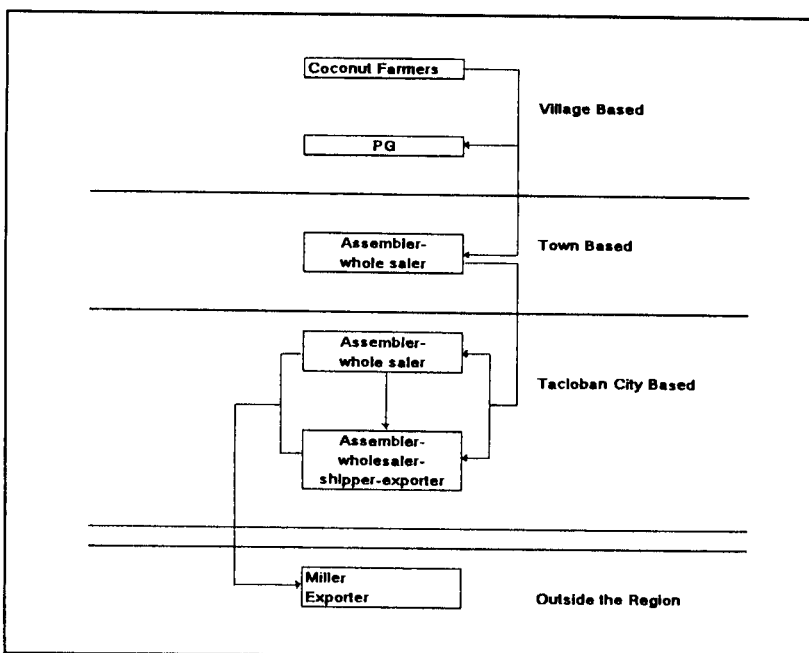 Coconut Farmers
Village Based
PG
Assembler-
whole saler
Town Based
Assembler-
whole saler
Tacloban City Based
Assembler-
wholesaler-
shipper-exporter
Miller
Exporter
Outside the Region